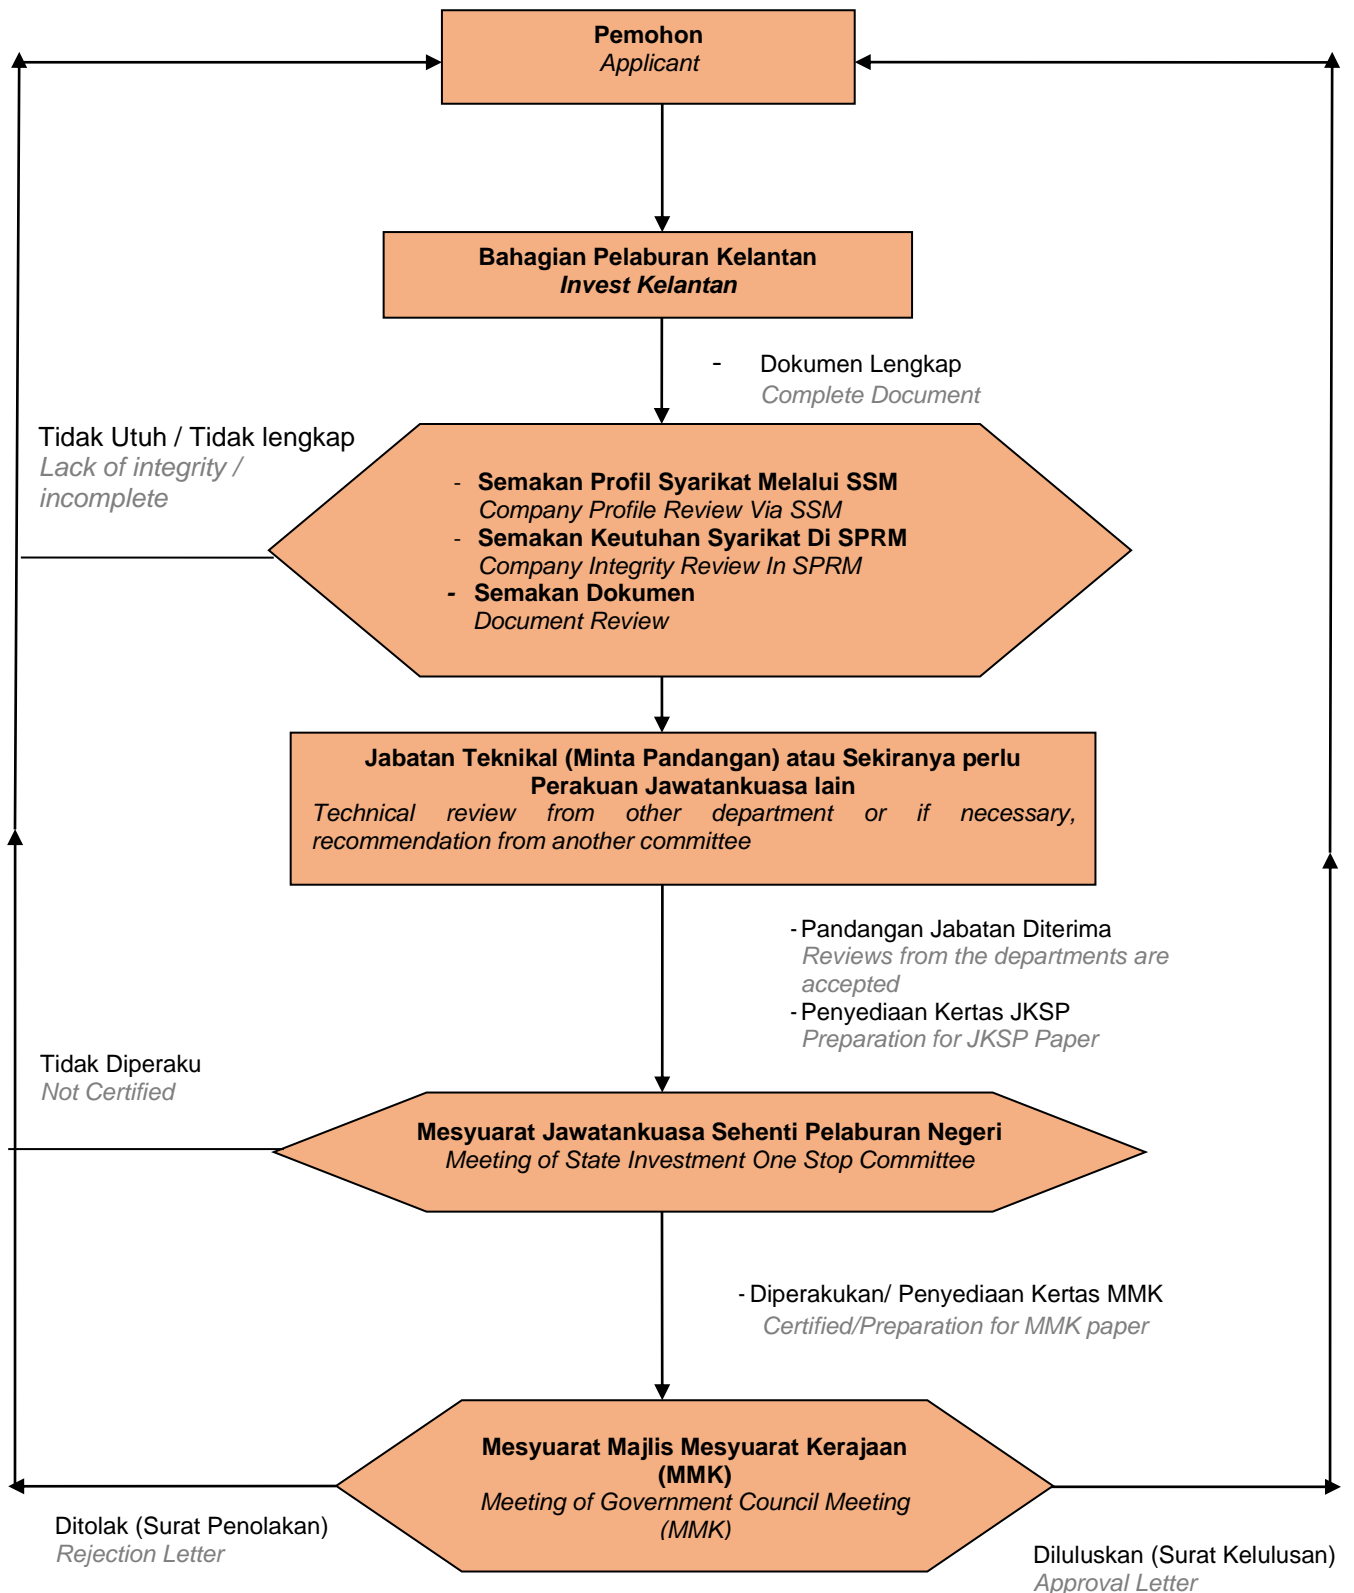 Pemohon
Applicant
Bahagian Pelaburan Kelantan
Invest Kelantan
- Dokumen Lengkap
Complete Document
Tidak Utuh / Tidak lengkap
Lack of integrity /
incomplete
- Semakan Profil Syarikat Melalui SSM
Company Profile Review Via SSM
- Semakan Keutuhan Syarikat Di SPRM
Company Integrity Review In SPRM
- Semakan Dokumen
Document Review
Jabatan Teknikal (Minta Pandangan) atau Sekiranya perlu
Perakuan Jawatankuasa lain
Technical review from other department or if necessary,
recommendation from another committee
- Pandangan Jabatan Diterima
Reviews from the departments are
accepted
- Penyediaan Kertas JKSP
Preparation for JKSP Paper
Tidak Diperaku
Not Certified
Mesyuarat Jawatankuasa Sehenti Pelaburan Negeri
Meeting of State Investment One Stop Committee
- Diperakukan/ Penyediaan Kertas MMK
Certified/Preparation for MMK paper
Mesyuarat Majlis Mesyuarat Kerajaan
(MMK)
Meeting of Government Council Meeting
(MMK)
Ditolak (Surat Penolakan)
Rejection Letter
Diluluskan (Surat Kelulusan)
Approval Letter